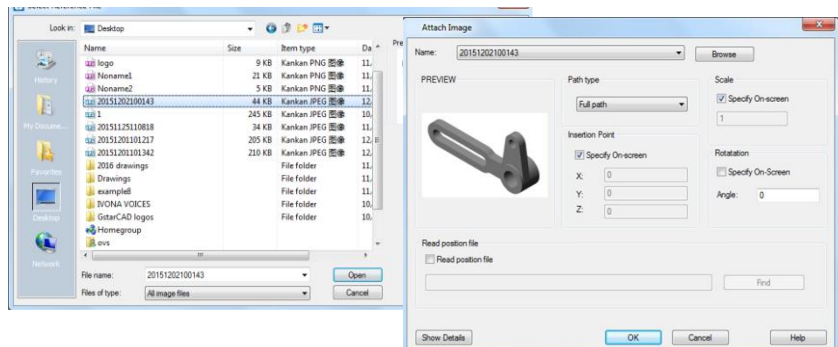 Look in: Desktop
Name Size Item type Da
logo 9 KB Kankan PNG 图像 11.
Noname1 21 KB Kankan PNG 图像 11.
Noname2 5 KB Kankan PNG 图像 11.
20151202100143 44 KB Kankan JPEG 图像 12.
1 245 KB Kankan JPEG 图像 10.
20151125110818 34 KB Kankan JPEG 图像 11.
20151201101217 205 KB Kankan JPEG 图像 12.
20151201101342 210 KB Kankan JPEG 图像 12.
2016 drawings File folder 11.
Drawings File folder 11.
example8 File folder 11.
IVONA VOICES File folder 10.
GstarCAD logos File folder 10.
Homegroup
ovs
History
My Docume...
Favorites
Desktop
Network
File name: 20151202100143 Open
Files of type: All image files Cancel
Pre
Attach Image
Name: 20151202100143 Browse
PREVIEW
Path type
Full path
Scale
Specify On-screen
1
Insertion Point
Specify On-screen
X: 0
Y: 0
Z: 0
Rotatation
Specify On-Screen
Angle: 0
Read position file
Read position file
Find
Show Details OK Cancel Help